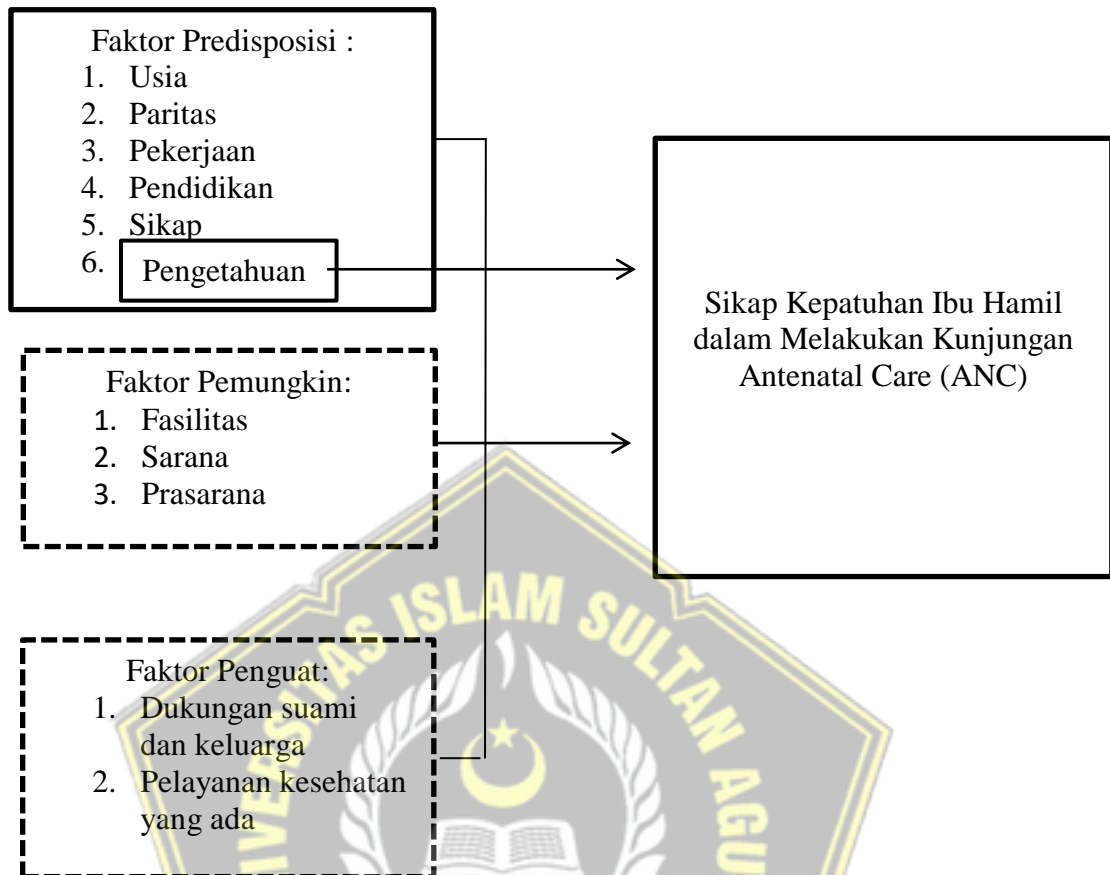 Faktor Predisposisi :
1. Usia
2. Paritas
3. Pekerjaan
4. Pendidikan
5. Sikap
6. Pengetahuan
Faktor Pemungkin:
1. Fasilitas
2. Sarana
3. Prasarana
Faktor Penguat:
1. Dukungan suami
dan keluarga
2. Pelayanan kesehatan
yang ada
Sikap Kepatuhan Ibu Hamil
dalam Melakukan Kunjungan
Antenatal Care (ANC)
ISLAM SULTAN